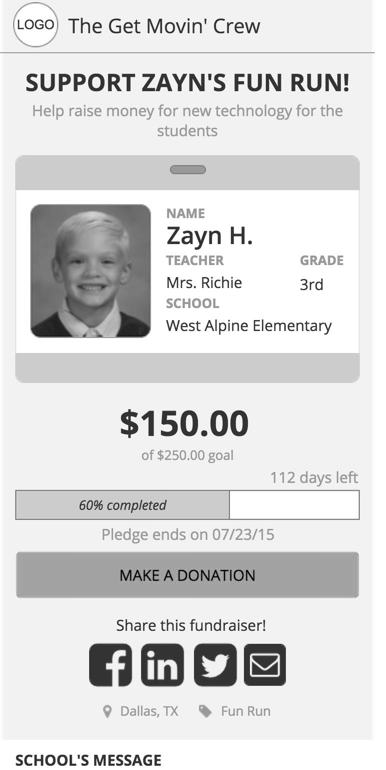 LOGO The Get Movin' Crew
SUPPORT ZAYN'S FUN RUN!
Help raise money for new technology for the
students
NAME
Zayn H.
TEACHER GRADE
Mrs. Richie 3rd
SCHOOL
West Alpine Elementary
$150.00
of $250.00 goal
112 days left
60% completed
Pledge ends on 07/23/15
MAKE A DONATION
Share this fundraiser!
Dallas, TX Fun Run
SCHOOL'S MESSAGE